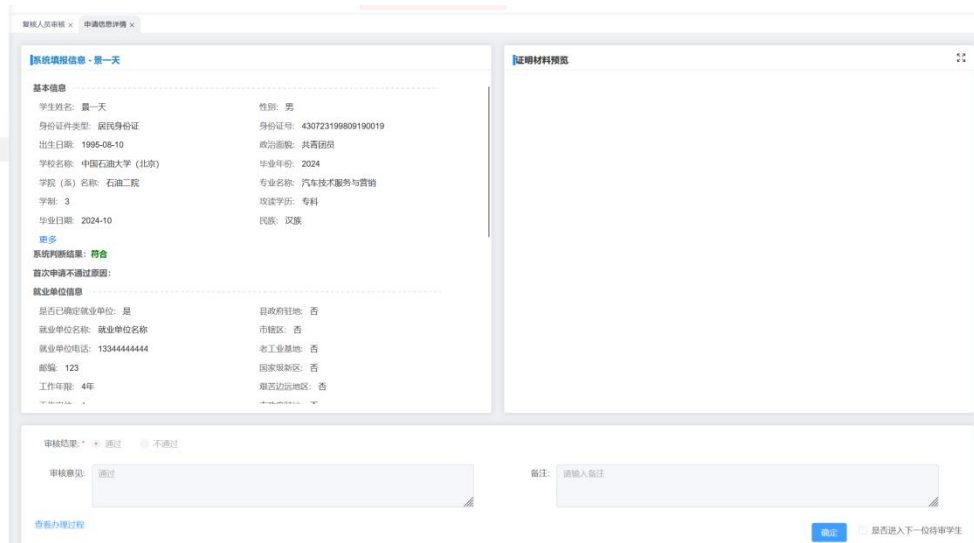 复核人员审核 × 申请信息详情 ×
系统填报信息 - 景一天
证明材料预览
基本信息
学生姓名: 景一天 性别: 男
身份证件类型: 居民身份证 身份证号: 430723199809190019
出生日期: 1995-08-10 政治面貌: 共青团员
学校名称: 中国石油大学(北京) 毕业年份: 2024
学院(系)名称: 石油二院 专业名称: 汽车技术服务与营销
学制: 3 攻读学历: 专科
毕业日期: 2024-10 民族: 汉族
更多
系统判断结果: 符合
首次申请不通过原因:
就业单位信息
是否已确定就业单位: 是 县政府驻地: 否
就业单位名称: 就业单位名称 市辖区: 否
就业单位电话: 13344444444 老工业基地: 否
邮编: 123 国家级新区: 否
工作年限: 4年 艰苦边远地区: 否
审核结果: * 通过 不通过
审核意见: 通过 备注: 请输入备注
查看办理过程
确定 是否进入下一位待审学生